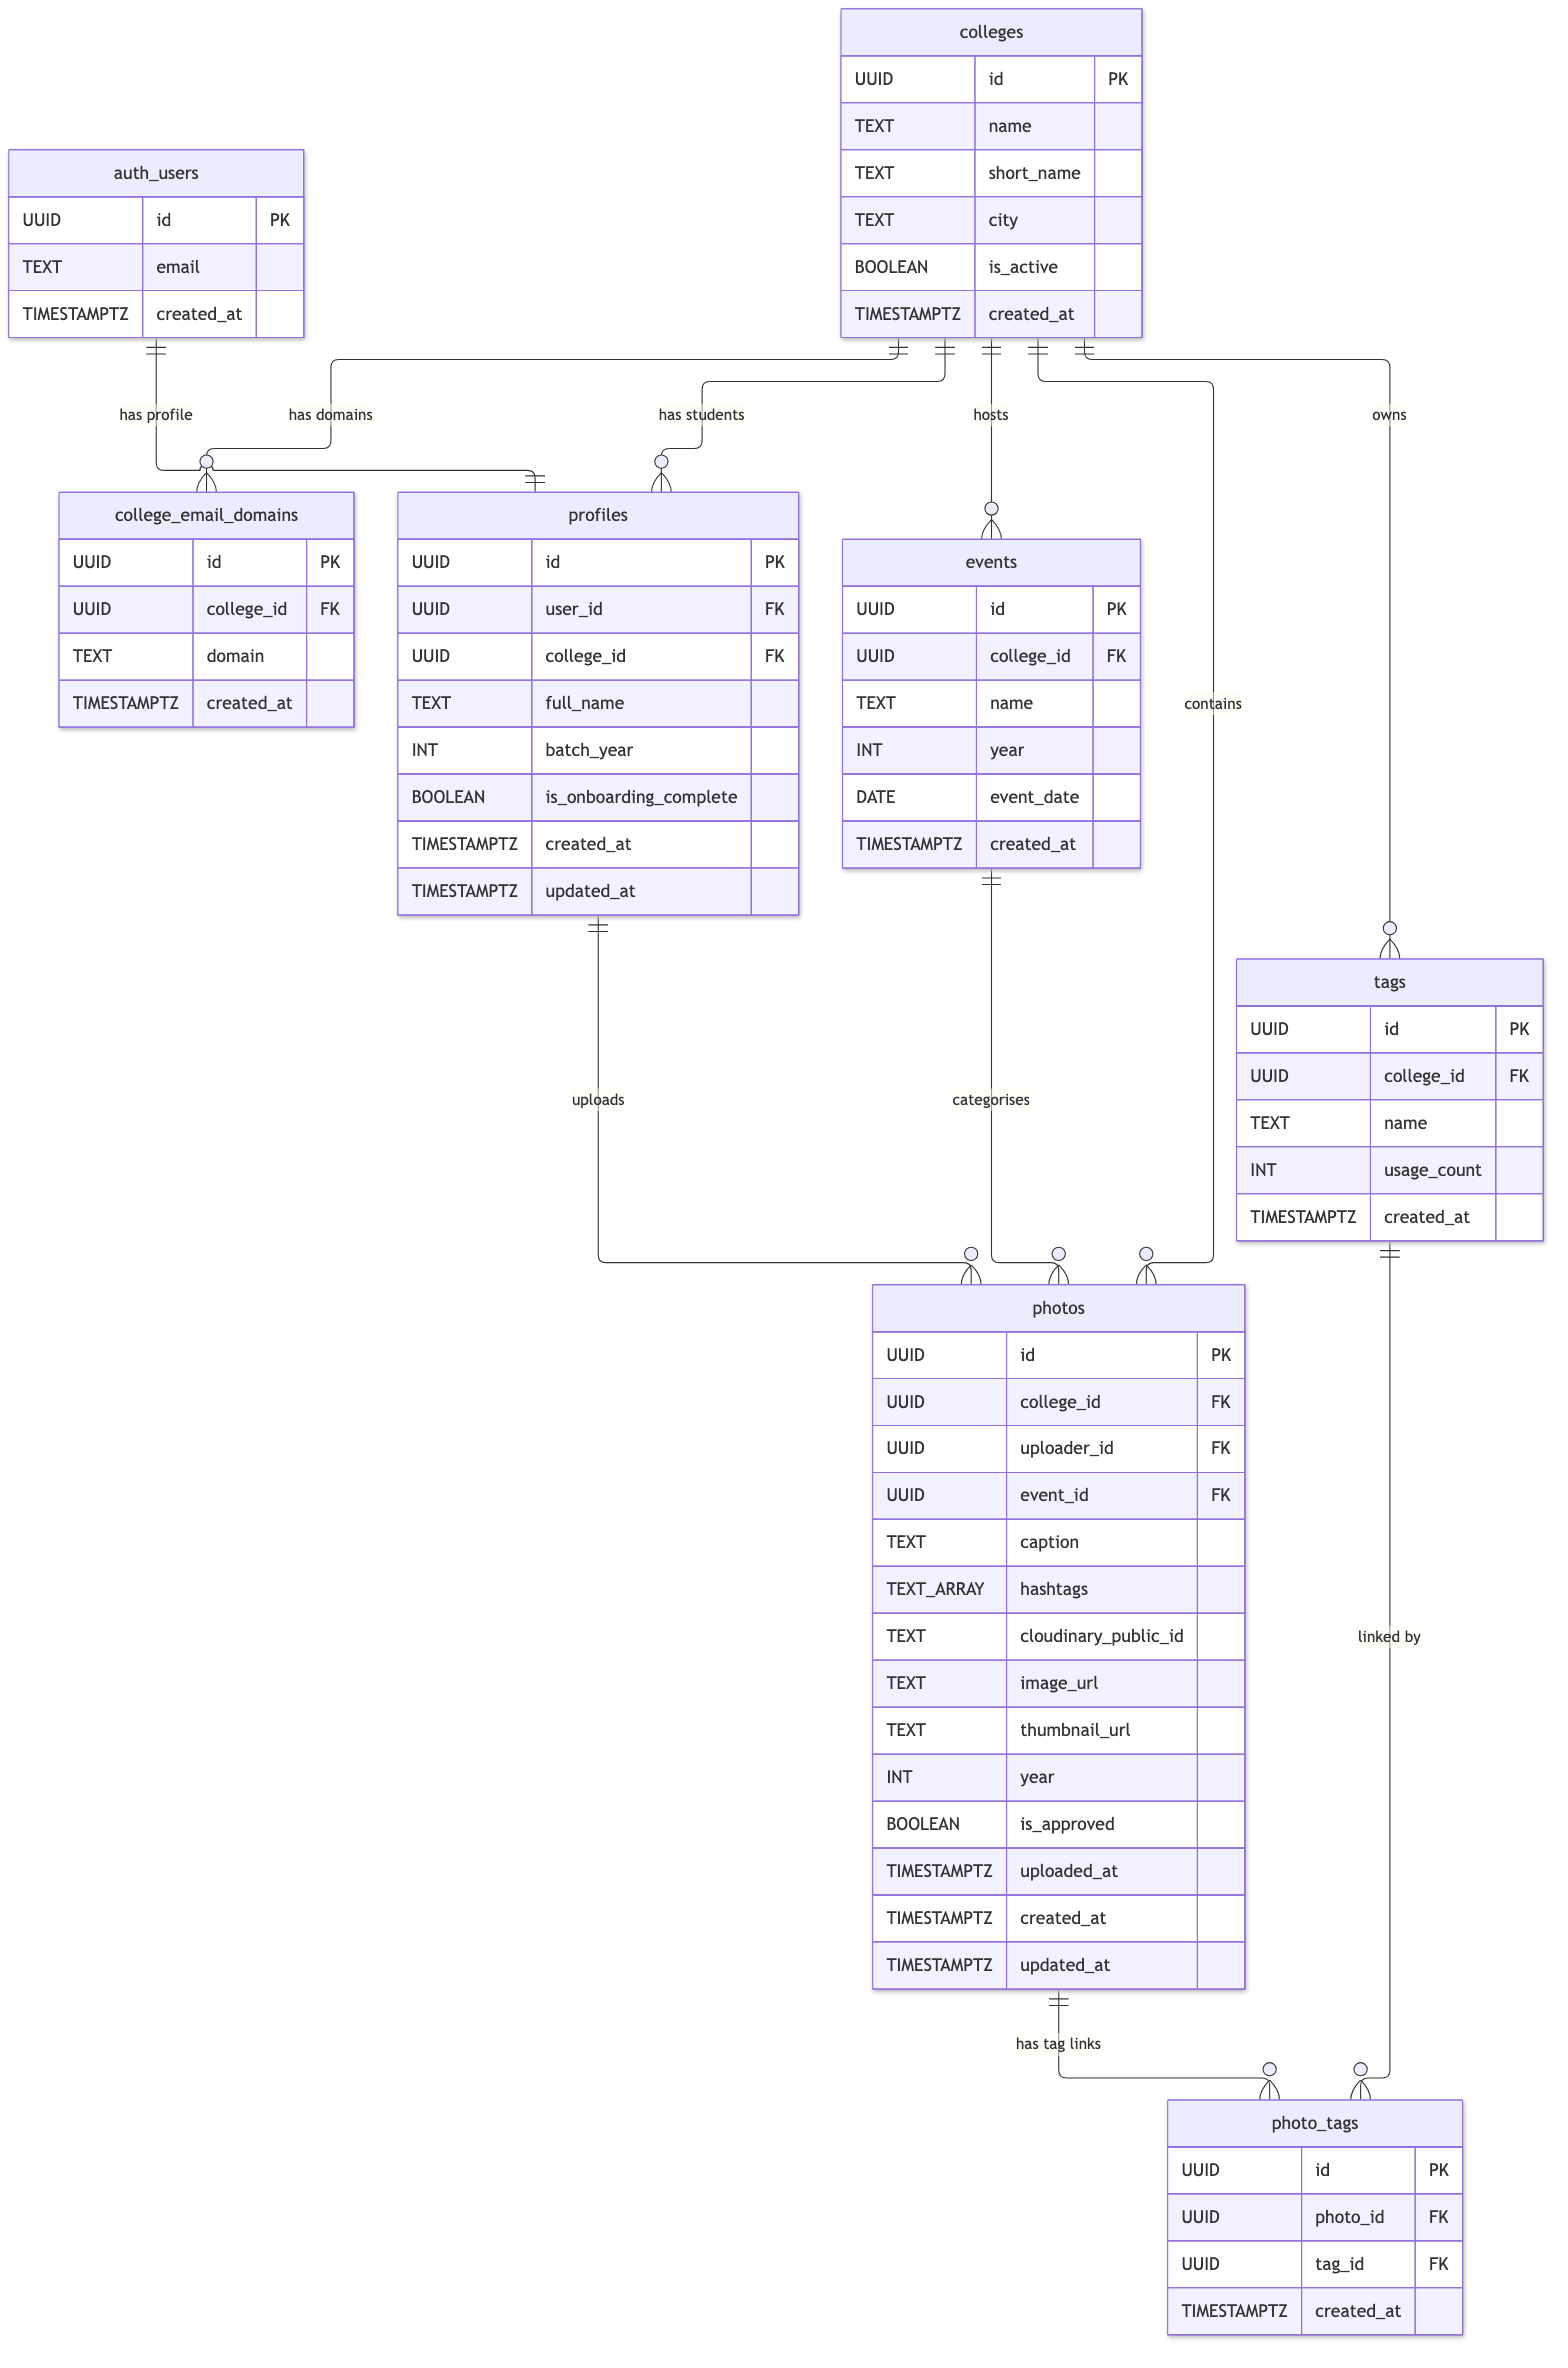 colleges
UUID id PK
TEXT name
TEXT short_name
TEXT city
BOOLEAN is_active
TIMESTAMPTZ created_at
auth_users
UUID id PK
TEXT email
TIMESTAMPTZ created_at
has profile
has domains
has students
hosts
owns
college_email_domains
UUID id PK
UUID college_id FK
TEXT domain
TIMESTAMPTZ created_at
profiles
UUID id PK
UUID user_id FK
UUID college_id FK
TEXT full_name
INT batch_year
BOOLEAN is_onboarding_complete
TIMESTAMPTZ created_at
TIMESTAMPTZ updated_at
events
UUID id PK
UUID college_id FK
TEXT name
INT year
DATE event_date
TIMESTAMPTZ created_at
contains
tags
UUID id PK
UUID college_id FK
TEXT name
INT usage_count
TIMESTAMPTZ created_at
uploads
categorises
photos
UUID id PK
UUID college_id FK
UUID uploader_id FK
UUID event_id FK
TEXT caption
TEXT_ARRAY hashtags
TEXT cloudinary_public_id
TEXT image_url
TEXT thumbnail_url
INT year
BOOLEAN is_approved
TIMESTAMPTZ uploaded_at
TIMESTAMPTZ created_at
TIMESTAMPTZ updated_at
linked by
has tag links
photo_tags
UUID id PK
UUID photo_id FK
UUID tag_id FK
TIMESTAMPTZ created_at